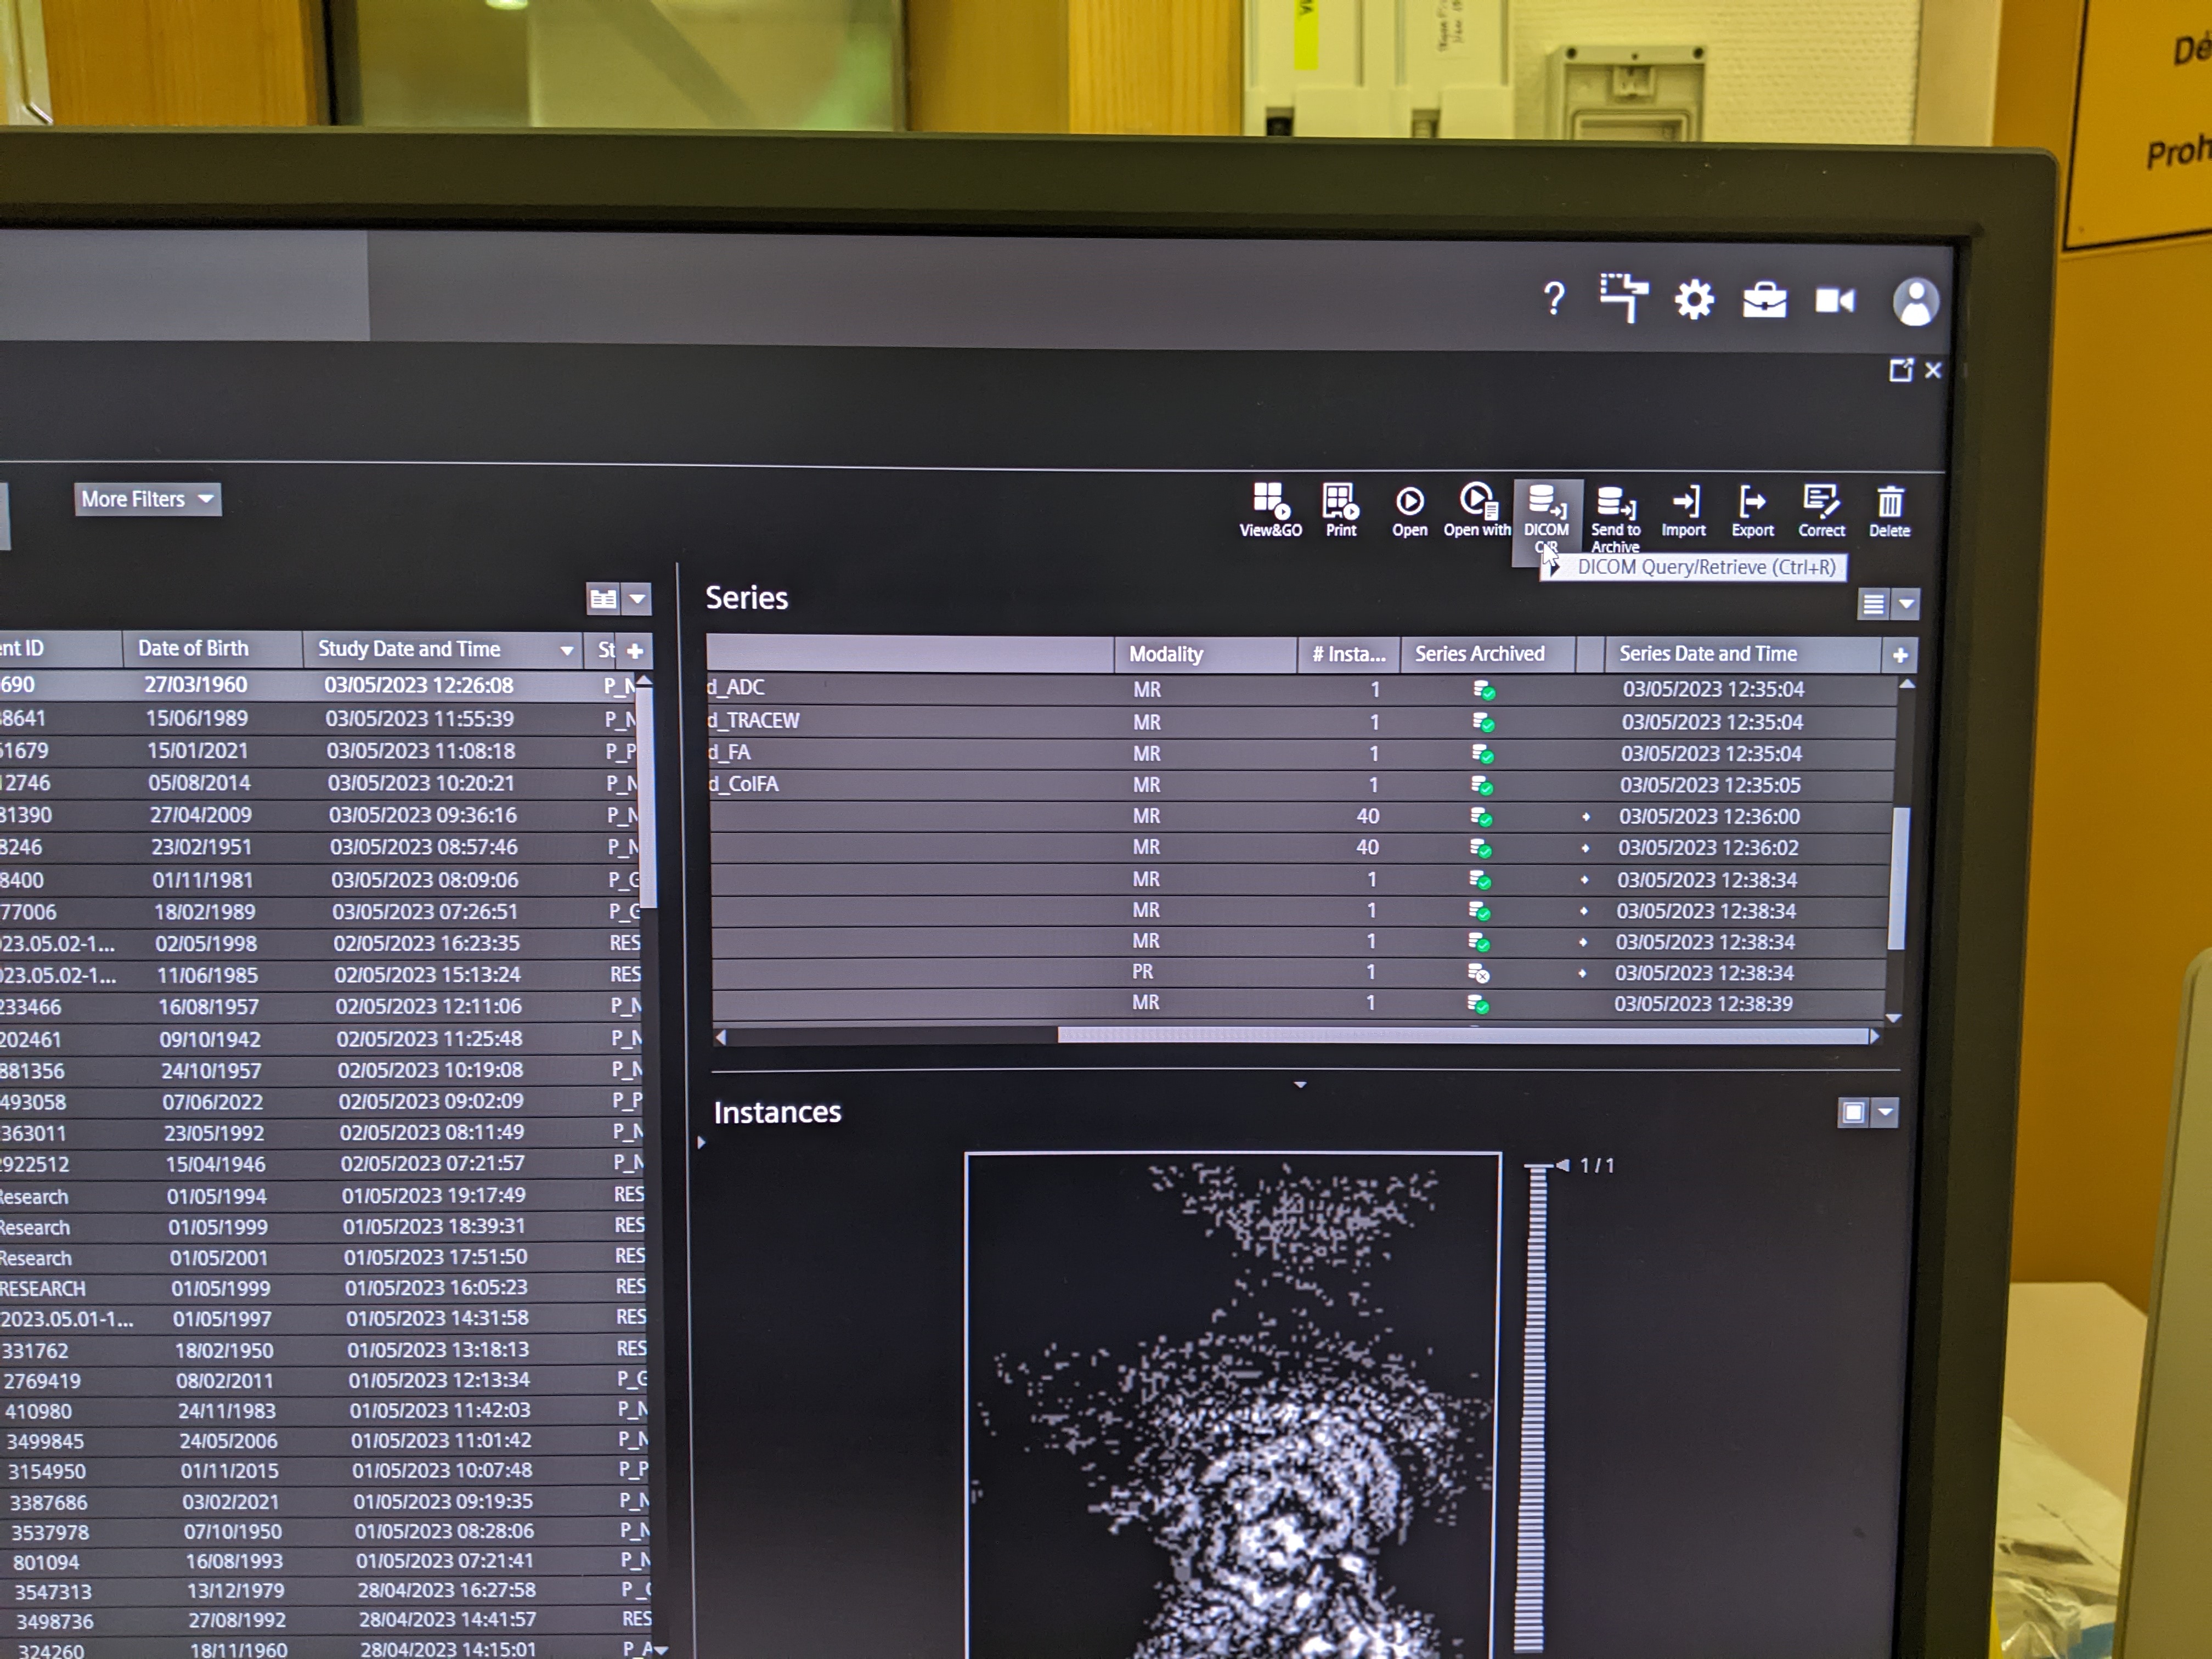 Dé
Proh
?
More Filters
View&GO Print Open Open with DICOM Send to Archive Import Export Correct Delete
DICOM Query/Retrieve (Ctrl+R)
ent ID Date of Birth Study Date and Time St
690 27/03/1960 03/05/2023 12:26:08 P_N
8641 15/06/1989 03/05/2023 11:55:39 P_N
61679 15/01/2021 03/05/2023 11:08:18 P_P
12746 05/08/2014 03/05/2023 10:20:21 P_N
81390 27/04/2009 03/05/2023 09:36:16 P_N
8246 23/02/1951 03/05/2023 08:57:46 P_N
8400 01/11/1981 03/05/2023 08:09:06 P_G
77006 18/02/1989 03/05/2023 07:26:51 P_G
023.05.02-1... 02/05/1998 02/05/2023 16:23:35 RES
023.05.02-1... 11/06/1985 02/05/2023 15:13:24 RES
233466 16/08/1957 02/05/2023 12:11:06 P_N
202461 09/10/1942 02/05/2023 11:25:48 P_N
881356 24/10/1957 02/05/2023 10:19:08 P_N
493058 07/06/2022 02/05/2023 09:02:09 P_P
363011 23/05/1992 02/05/2023 08:11:49 P_N
2922512 15/04/1946 02/05/2023 07:21:57 P_N
Research 01/05/1994 01/05/2023 19:17:49 RES
Research 01/05/1999 01/05/2023 18:39:31 RES
Research 01/05/2001 01/05/2023 17:51:50 RES
RESEARCH 01/05/1999 01/05/2023 16:05:23 RES
2023.05.01-1... 01/05/1997 01/05/2023 14:31:58 RES
331762 18/02/1950 01/05/2023 13:18:13 RES
2769419 08/02/2011 01/05/2023 12:13:34 P_G
410980 24/11/1983 01/05/2023 11:42:03 P_N
3499845 24/05/2006 01/05/2023 11:01:42 P_N
3154950 01/11/2015 01/05/2023 10:07:48 P_P
3387686 03/02/2021 01/05/2023 09:19:35 P_N
3537978 07/10/1950 01/05/2023 08:28:06 P_N
801094 16/08/1993 01/05/2023 07:21:41 P_N
3547313 13/12/1979 28/04/2023 16:27:58
3498736 27/08/1992 28/04/2023 14:41:57 RES
324260 18/11/1960 28/04/2023 14:15:01 P_A
Series
Modality # Insta... Series Archived Series Date and Time
d_ADC MR 1 03/05/2023 12:35:04
d_TRACEW MR 1 03/05/2023 12:35:04
d_FA MR 1 03/05/2023 12:35:04
d_ColFA MR 1 03/05/2023 12:35:05
MR 40 03/05/2023 12:36:00
MR 40 03/05/2023 12:36:02
MR 1 03/05/2023 12:38:34
MR 1 03/05/2023 12:38:34
MR 1 03/05/2023 12:38:34
PR 1 03/05/2023 12:38:34
MR 1 03/05/2023 12:38:39
Instances
1/1